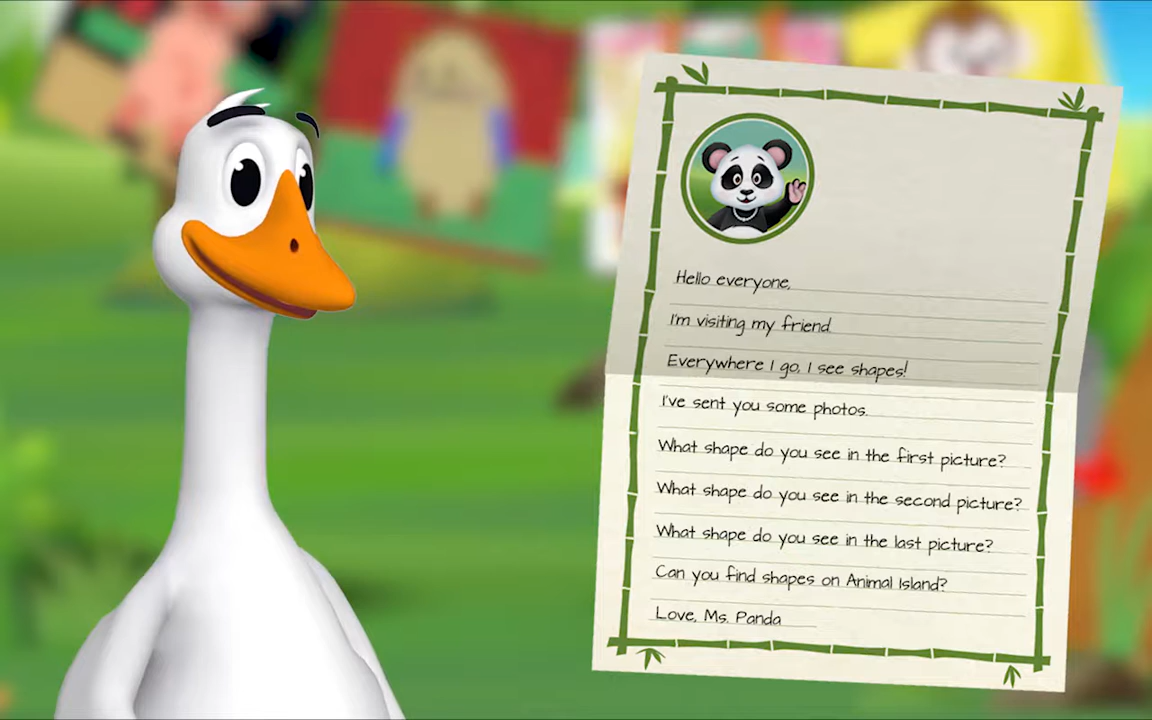 Hello everyone,
I'm visiting my friend.
Everywhere I go, I see shapes!
I've sent you some photos.
What shape do you see in the first picture?
What shape do you see in the second picture?
What shape do you see in the last picture?
Can you find shapes on Animal Island?
Love, Ms. Panda